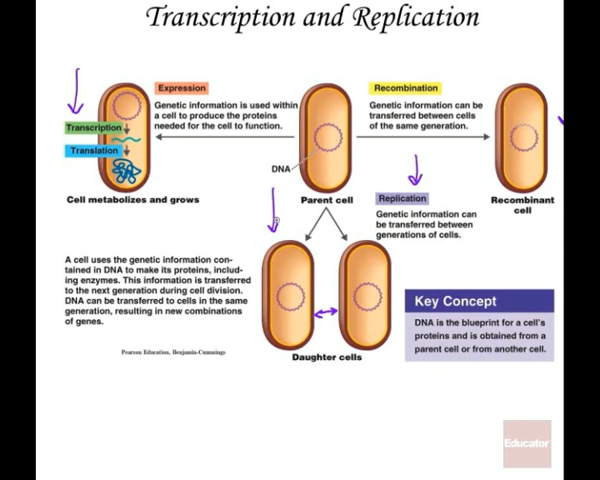 Transcription and Replication
Expression
Genetic information is used within
a cell to produce the proteins
needed for the cell to function.
Recombination
Genetic information can be
transferred between cells
of the same generation.
Transcription
Translation
DNA
Cell metabolizes and grows
Parent cell
Recombinant
cell
Replication
Genetic information can
be transferred between
generations of cells.
A cell uses the genetic information con-
tained in DNA to make its proteins, includ-
ing enzymes. This information is transferred
to the next generation during cell division.
DNA can be transferred to cells in the same
generation, resulting in new combinations
of genes.
Pearson Education, Benjamin-Cummings
Daughter cells
Key Concept
DNA is the blueprint for a cell's
proteins and is obtained from a
parent cell or from another cell.
Educator